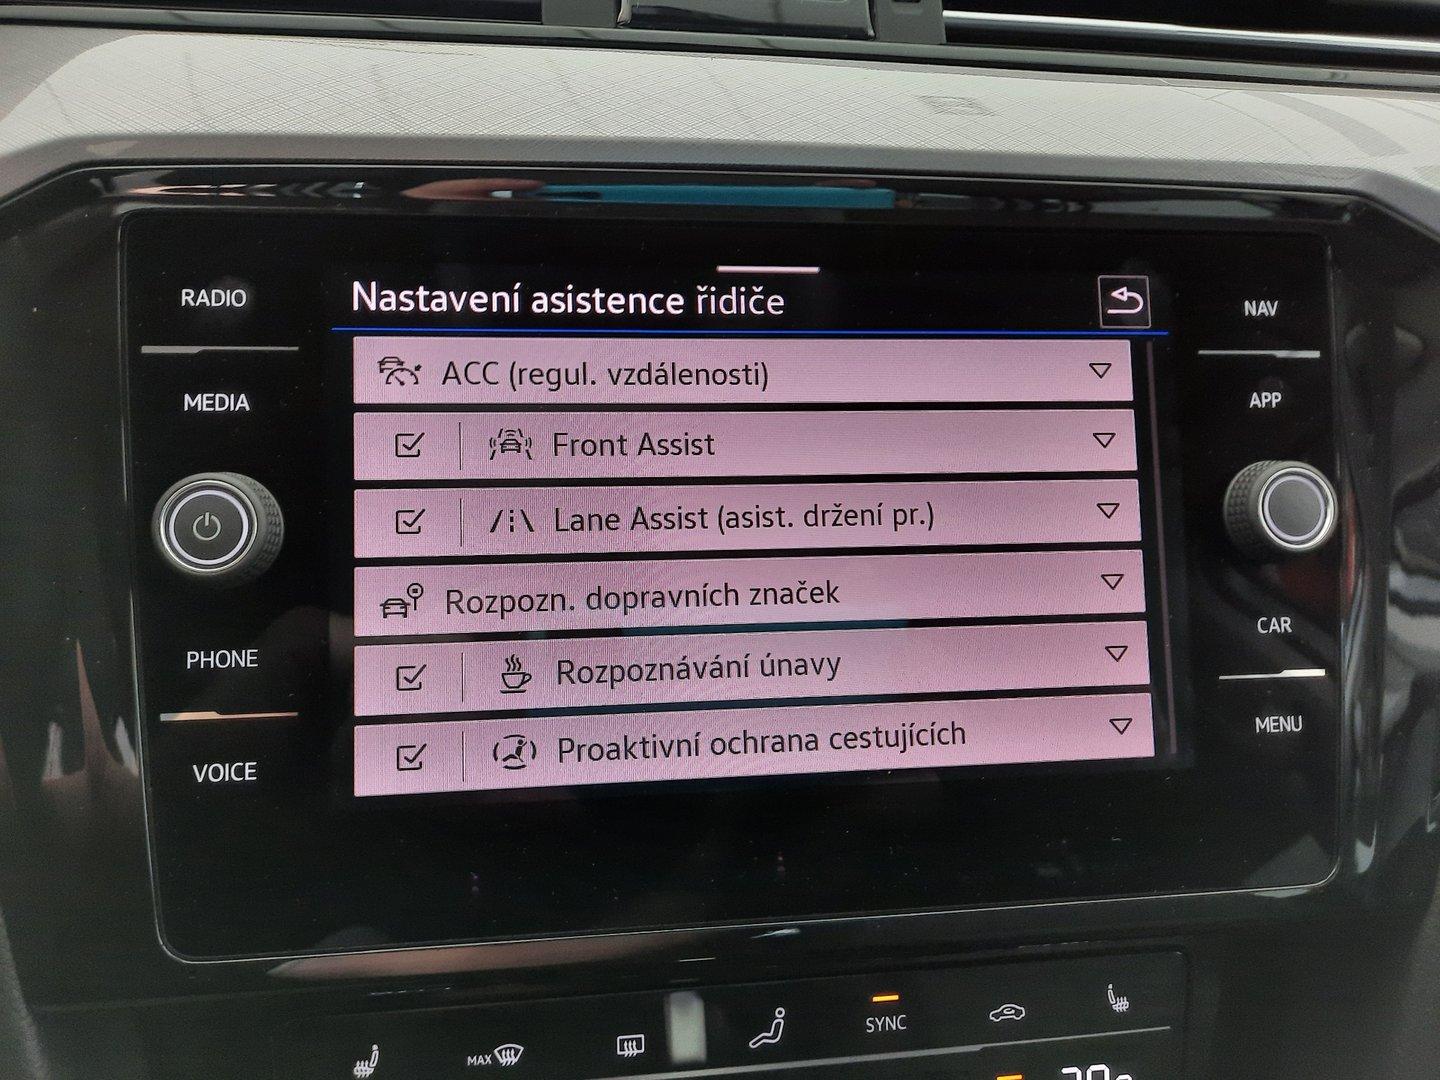 RADIO
MEDIA
PHONE
VOICE
Nastavení asistence řidiče
ACC (regul. vzdálenosti)
Front Assist
Lane Assist (asist. držení pr.)
Rozpozn. dopravních značek
Rozpoznávání únavy
Proaktivní ochrana cestujících
NAV
APP
CAR
MENU
MAX
SYNC